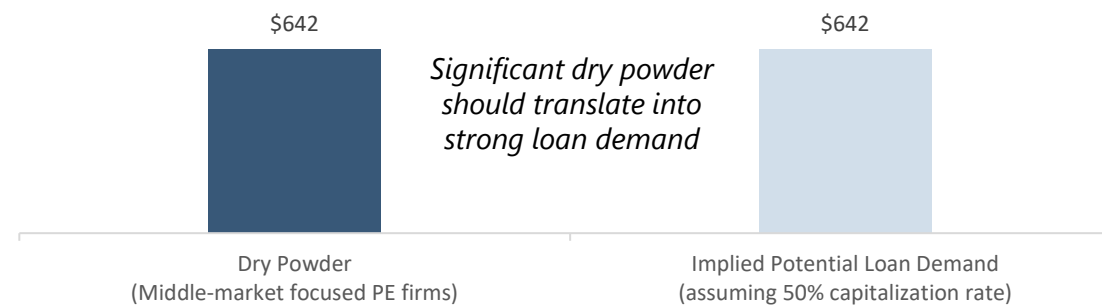 $642
$642
Significant dry powder
should translate into
strong loan demand
Dry Powder
(Middle-market focused PE firms)
Implied Potential Loan Demand
(assuming 50% capitalization rate)